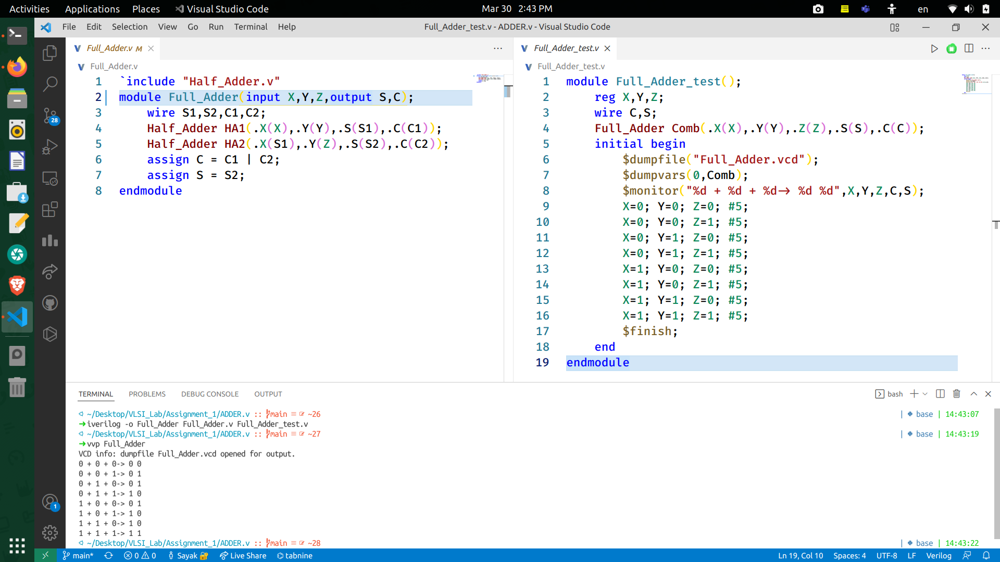 Activities Applications Places Visual Studio Code Mar 30 2:43 PM en
File Edit Selection View Go Run Terminal Help Full_Adder_test.v - ADDER.v - Visual Studio Code
Full_Adder.v M
Full_Adder.v
1 `include "Half_Adder.v"
2 module Full_Adder(input X,Y,Z,output S,C);
3 wire S1,S2,C1,C2;
4 Half_Adder HA1(.X(X),.Y(Y),.S(S1),.C(C1));
5 Half_Adder HA2(.X(S1),.Y(Z),.S(S2),.C(C2));
6 assign C = C1 | C2;
7 assign S = S2;
8 endmodule
Full_Adder_test.v
Full_Adder_test.v
1 module Full_Adder_test();
2 reg X,Y,Z;
3 wire C,S;
4 Full_Adder Comb(.X(X),.Y(Y),.Z(Z),.S(S),.C(C));
5 initial begin
6 $dumpfile("Full_Adder.vcd");
7 $dumpvars(0,Comb);
8 $monitor("%d + %d + %d-> %d %d",X,Y,Z,C,S);
9 X=0; Y=0; Z=0; #5;
10 X=0; Y=0; Z=1; #5;
11 X=0; Y=1; Z=0; #5;
12 X=0; Y=1; Z=1; #5;
13 X=1; Y=0; Z=0; #5;
14 X=1; Y=0; Z=1; #5;
15 X=1; Y=1; Z=0; #5;
16 X=1; Y=1; Z=1; #5;
17 $finish;
18 end
19 endmodule
28
1
TERMINAL PROBLEMS DEBUG CONSOLE OUTPUT bash
~/Desktop/VLSI_Lab/Assignment_1/ADDER.v :: main ≡ ~26 | base | 14:43:07
➜ iverilog -o Full_Adder Full_Adder.v Full_Adder_test.v
~/Desktop/VLSI_Lab/Assignment_1/ADDER.v :: main ≡ ~27 | base | 14:43:19
➜ vvp Full_Adder
VCD info: dumpfile Full_Adder.vcd opened for output.
0 + 0 + 0-> 0 0
0 + 0 + 1-> 0 1
0 + 1 + 0-> 0 1
0 + 1 + 1-> 1 0
1 + 0 + 0-> 0 1
1 + 0 + 1-> 1 0
1 + 1 + 0-> 1 0
1 + 1 + 1-> 1 1
~/Desktop/VLSI_Lab/Assignment_1/ADDER.v :: main ≡ ~28 | base | 14:43:22
main* 0 0 Sayak Live Share tabnine Ln 19, Col 10 Spaces: 4 UTF-8 LF Verilog